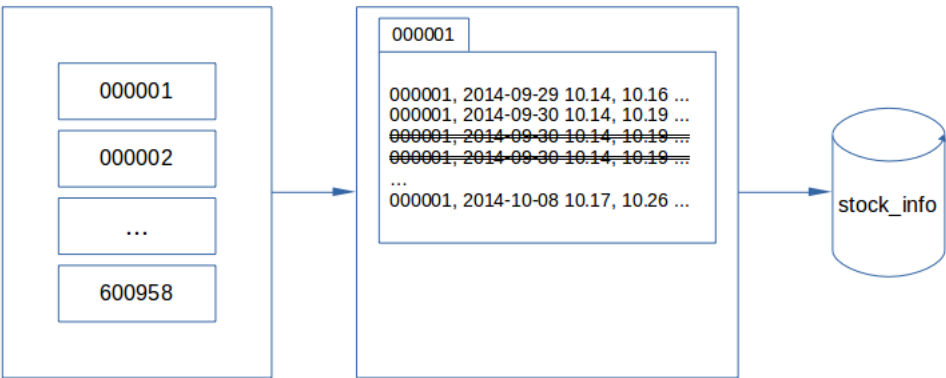 000001
000002
...
600958
000001
000001, 2014-09-29 10.14, 10.16 ...
000001, 2014-09-30 10.14, 10.19 ...
000001, 2014-09-30 10.14, 10.19 ...
000001, 2014-09-30 10.14, 10.19 ...
...
000001, 2014-10-08 10.17, 10.26 ...
stock_info